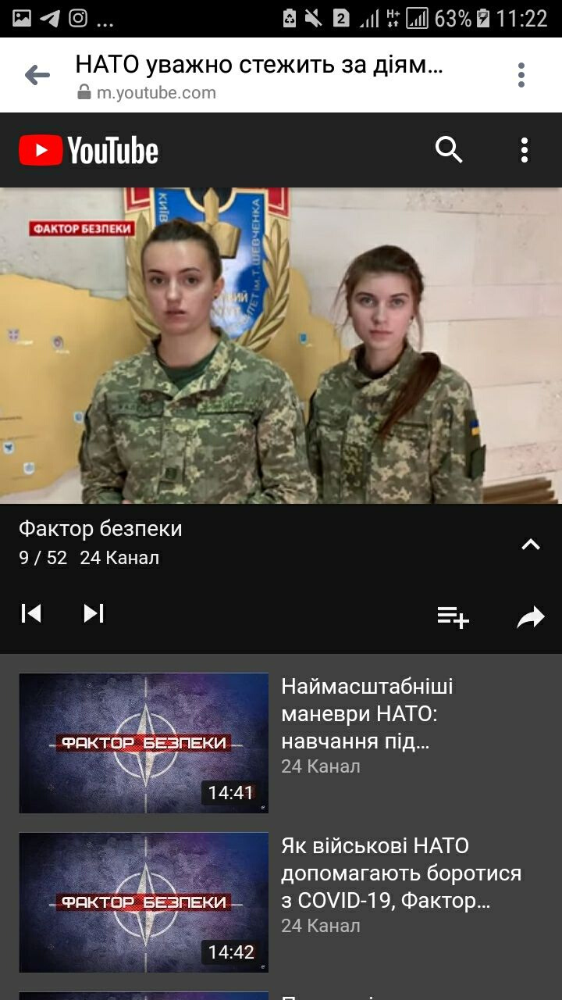 ... 2 H+ 63% 11:22
НАТО уважно стежить за діям...
m.youtube.com
YouTube
ФАКТОР БЕЗПЕКИ
КИЇВ
ІТЕТ ім.Т. ШЕВЧЕНКА
Фактор безпеки
9 / 52 24 Канал
Наймасштабніші
маневри НАТО:
навчання під...
24 Канал
ФАКТОР БЕЗПЕКИ
14:41
Як військові НАТО
допомагають боротися
з COVID-19, Фактор...
24 Канал
ФАКТОР БЕЗПЕКИ
14:42